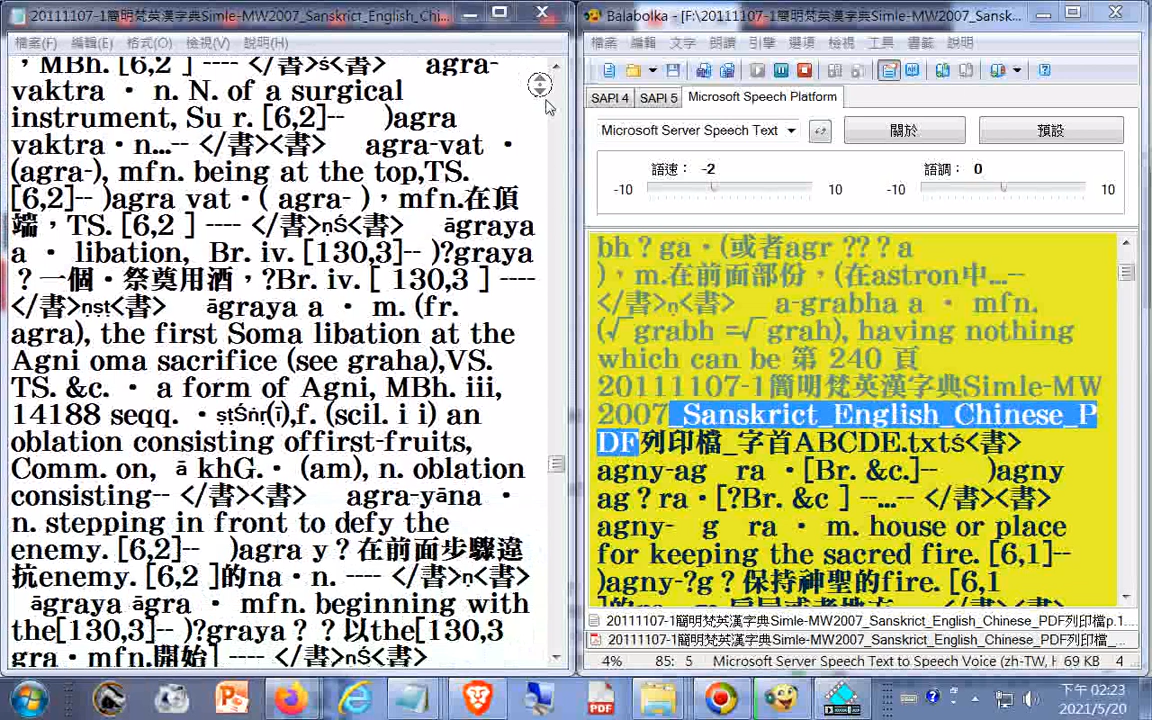 20111107-1簡明梵英漢字典Simle-MW2007_Sanskrict_English_Chi...
檔案(F) 編輯(E) 格式(O) 檢視(V) 說明(H)
，MBh. [6,2 ] ---- </書>ś<書> agra-
vaktra ‧ n. N. of a surgical
instrument, Su r. [6,2]-- )agra
vaktra‧n...-- </書><書> agra-vat ‧
(agra-), mfn. being at the top,TS.
[6,2]-- )agra vat‧( agra- )，mfn.在頂
端，TS. [6,2 ] ---- </書>ṇŚ<書> āgraya
a ‧ libation, Br. iv. [130,3]-- )?graya
？一個‧祭奠用酒，?Br. iv. [ 130,3 ] ----
</書>ṇṣṭ<書> āgraya a ‧ m. (fr.
agra), the first Soma libation at the
Agni oma sacrifice (see graha),VS.
TS. &c. ‧ a form of Agni, MBh. iii,
14188 seqq. ‧ṣṭŚṅṛ(ī),f. (scil. i i) an
oblation consisting offirst-fruits,
Comm. on, ā khG.‧ (am), n. oblation
consisting-- </書><書> agra-yāna ‧
n. stepping in front to defy the
enemy. [6,2]-- )agra y？在前面步驟違
抗enemy. [6,2 ]的na‧n. ---- </書>ṇ<書>
āgraya āgra ‧ mfn. beginning with
the[130,3]-- )?graya？？以the[130,3
gra‧mfn.開始] ---- </書>ṇŚ<書>
Balabolka - [F:\20111107-1簡明梵英漢字典Simle-MW2007_Sansk...
檔案 編輯 文字 朗讀 引擎 選項 檢視 工具 書籤 說明
SAPI 4 SAPI 5 Microsoft Speech Platform
Microsoft Server Speech Text 關於 預設
語速： -2 語調： 0
-10 10 -10 10
bh？ga‧(或者agr ??？a
)，m.在前面部份，(在astron中...--
</書>ṇ<書> a-grabha a ‧ mfn.
(√grabh =√grah), having nothing
which can be 第 240 頁
20111107-1簡明梵英漢字典Simle-MW
2007_Sanskrict_English_Chinese_P
DF列印檔_字首ABCDE.txtś<書>
agny-ag ra ‧[Br. &c.]-- )agny
ag？ra‧[?Br. &c ] --...-- </書><書>
agny- g ra ‧ m. house or place
for keeping the sacred fire. [6,1]--
)agny-?g？保持神聖的fire. [6,1
20111107-1簡明梵英漢字典Simle-MW2007_Sanskrict_English_Chinese_PDF列印檔p.1...
20111107-1簡明梵英漢字典Simle-MW2007_Sanskrict_English_Chinese_PDF列印檔_...
4% 85: 5 Microsoft Server Speech Text to Speech Voice (zh-TW, H 69 KB 4
PDF
下午 02:23
2021/5/20